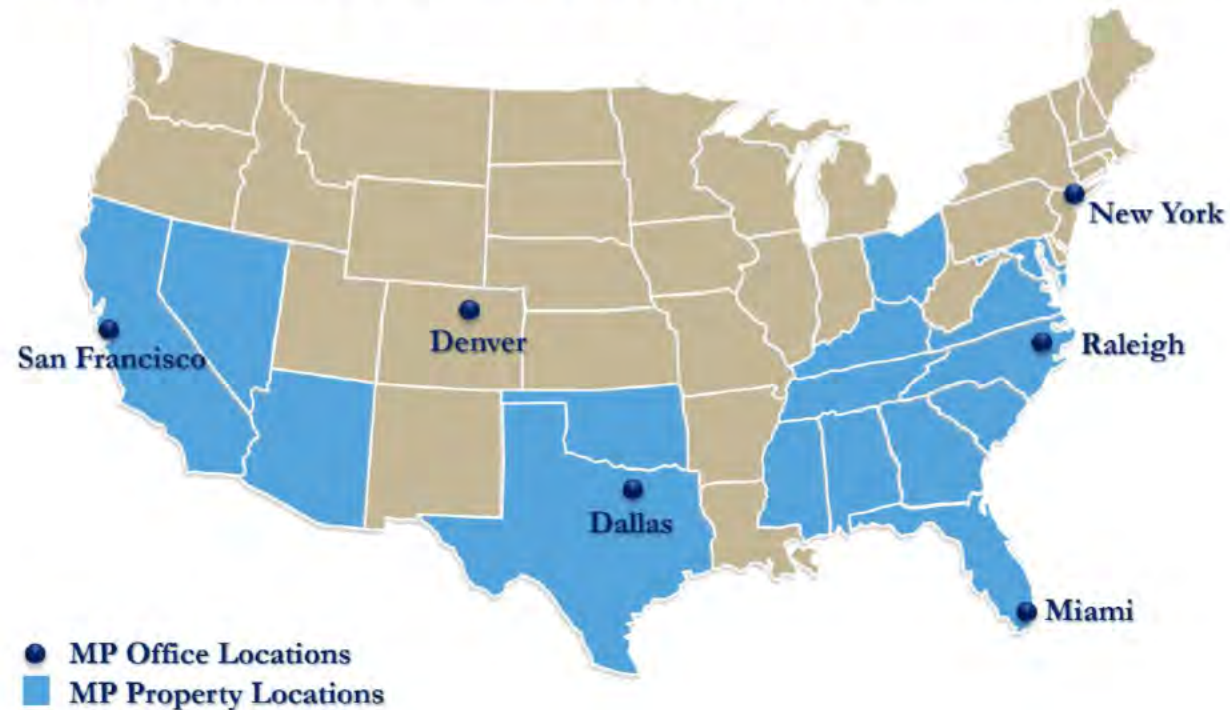 New York
San Francisco
Denver
Raleigh
Dallas
Miami
MP Office Locations
MP Property Locations